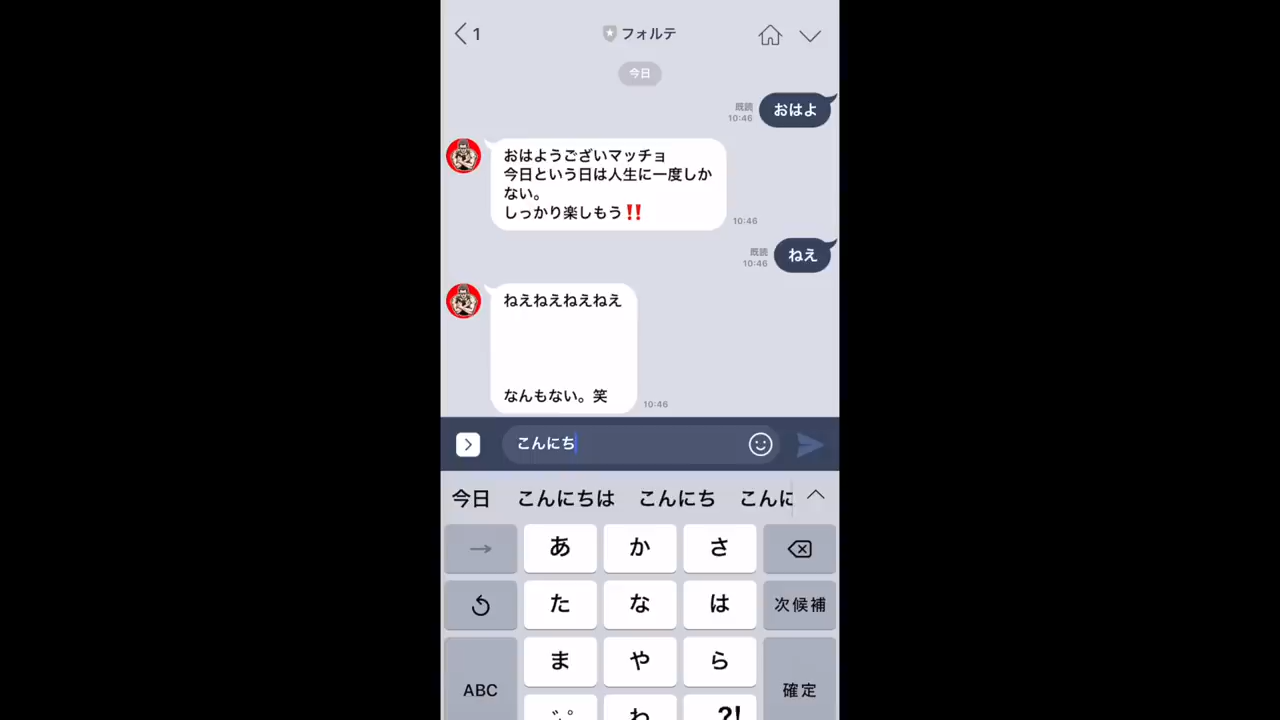 1
フォルテ
今日
既読
10:46
おはよ
おはようございマッチョ
今日という日は人生に一度しか
ない。
しっかり楽しもう‼️
10:46
既読
10:46
ねえ
ねえねえねえねえ
なんもない。笑
10:46
こんにち
今日 こんにちは こんにち こんに
→ あ か さ
た な は 次候補
ま や ら
ABC 確定
゛゜ わ ?!